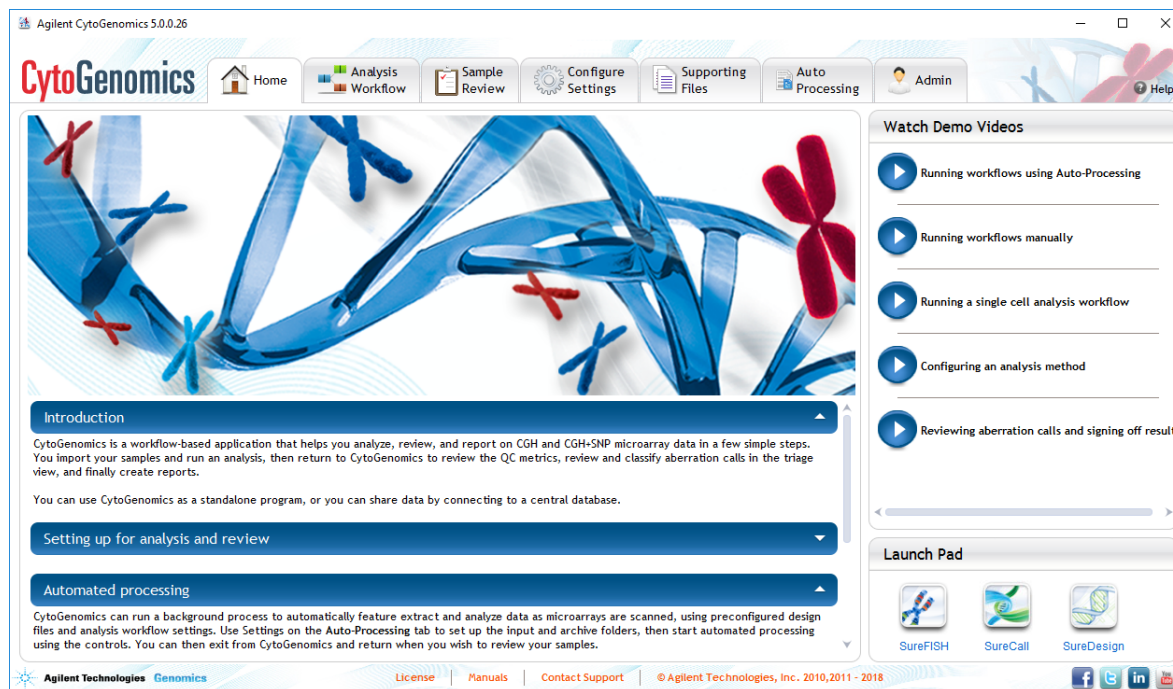 Agilent CytoGenomics 5.0.0.26
CytoGenomics
Home
Analysis
Workflow
Sample
Review
Configure
Settings
Supporting
Files
Auto
Processing
Admin
Help
Watch Demo Videos
Running workflows using Auto-Processing
Running workflows manually
Running a single cell analysis workflow
Configuring an analysis method
Reviewing aberration calls and signing off result
Introduction
CytoGenomics is a workflow-based application that helps you analyze, review, and report on CGH and CGH+SNP microarray data in a few simple steps.
You import your samples and run an analysis, then return to CytoGenomics to review the QC metrics, review and classify aberration calls in the triage
view, and finally create reports.
You can use CytoGenomics as a standalone program, or you can share data by connecting to a central database.
Setting up for analysis and review
Automated processing
CytoGenomics can run a background process to automatically feature extract and analyze data as microarrays are scanned, using preconfigured design
files and analysis workflow settings. Use Settings on the Auto-Processing tab to set up the input and archive folders, then start automated processing
using the controls. You can then exit from CytoGenomics and return when you wish to review your samples.
Launch Pad
SureFISH
SureCall
SureDesign
Agilent Technologies Genomics
License
Manuals
Contact Support
© Agilent Technologies, Inc. 2010,2011 - 2018